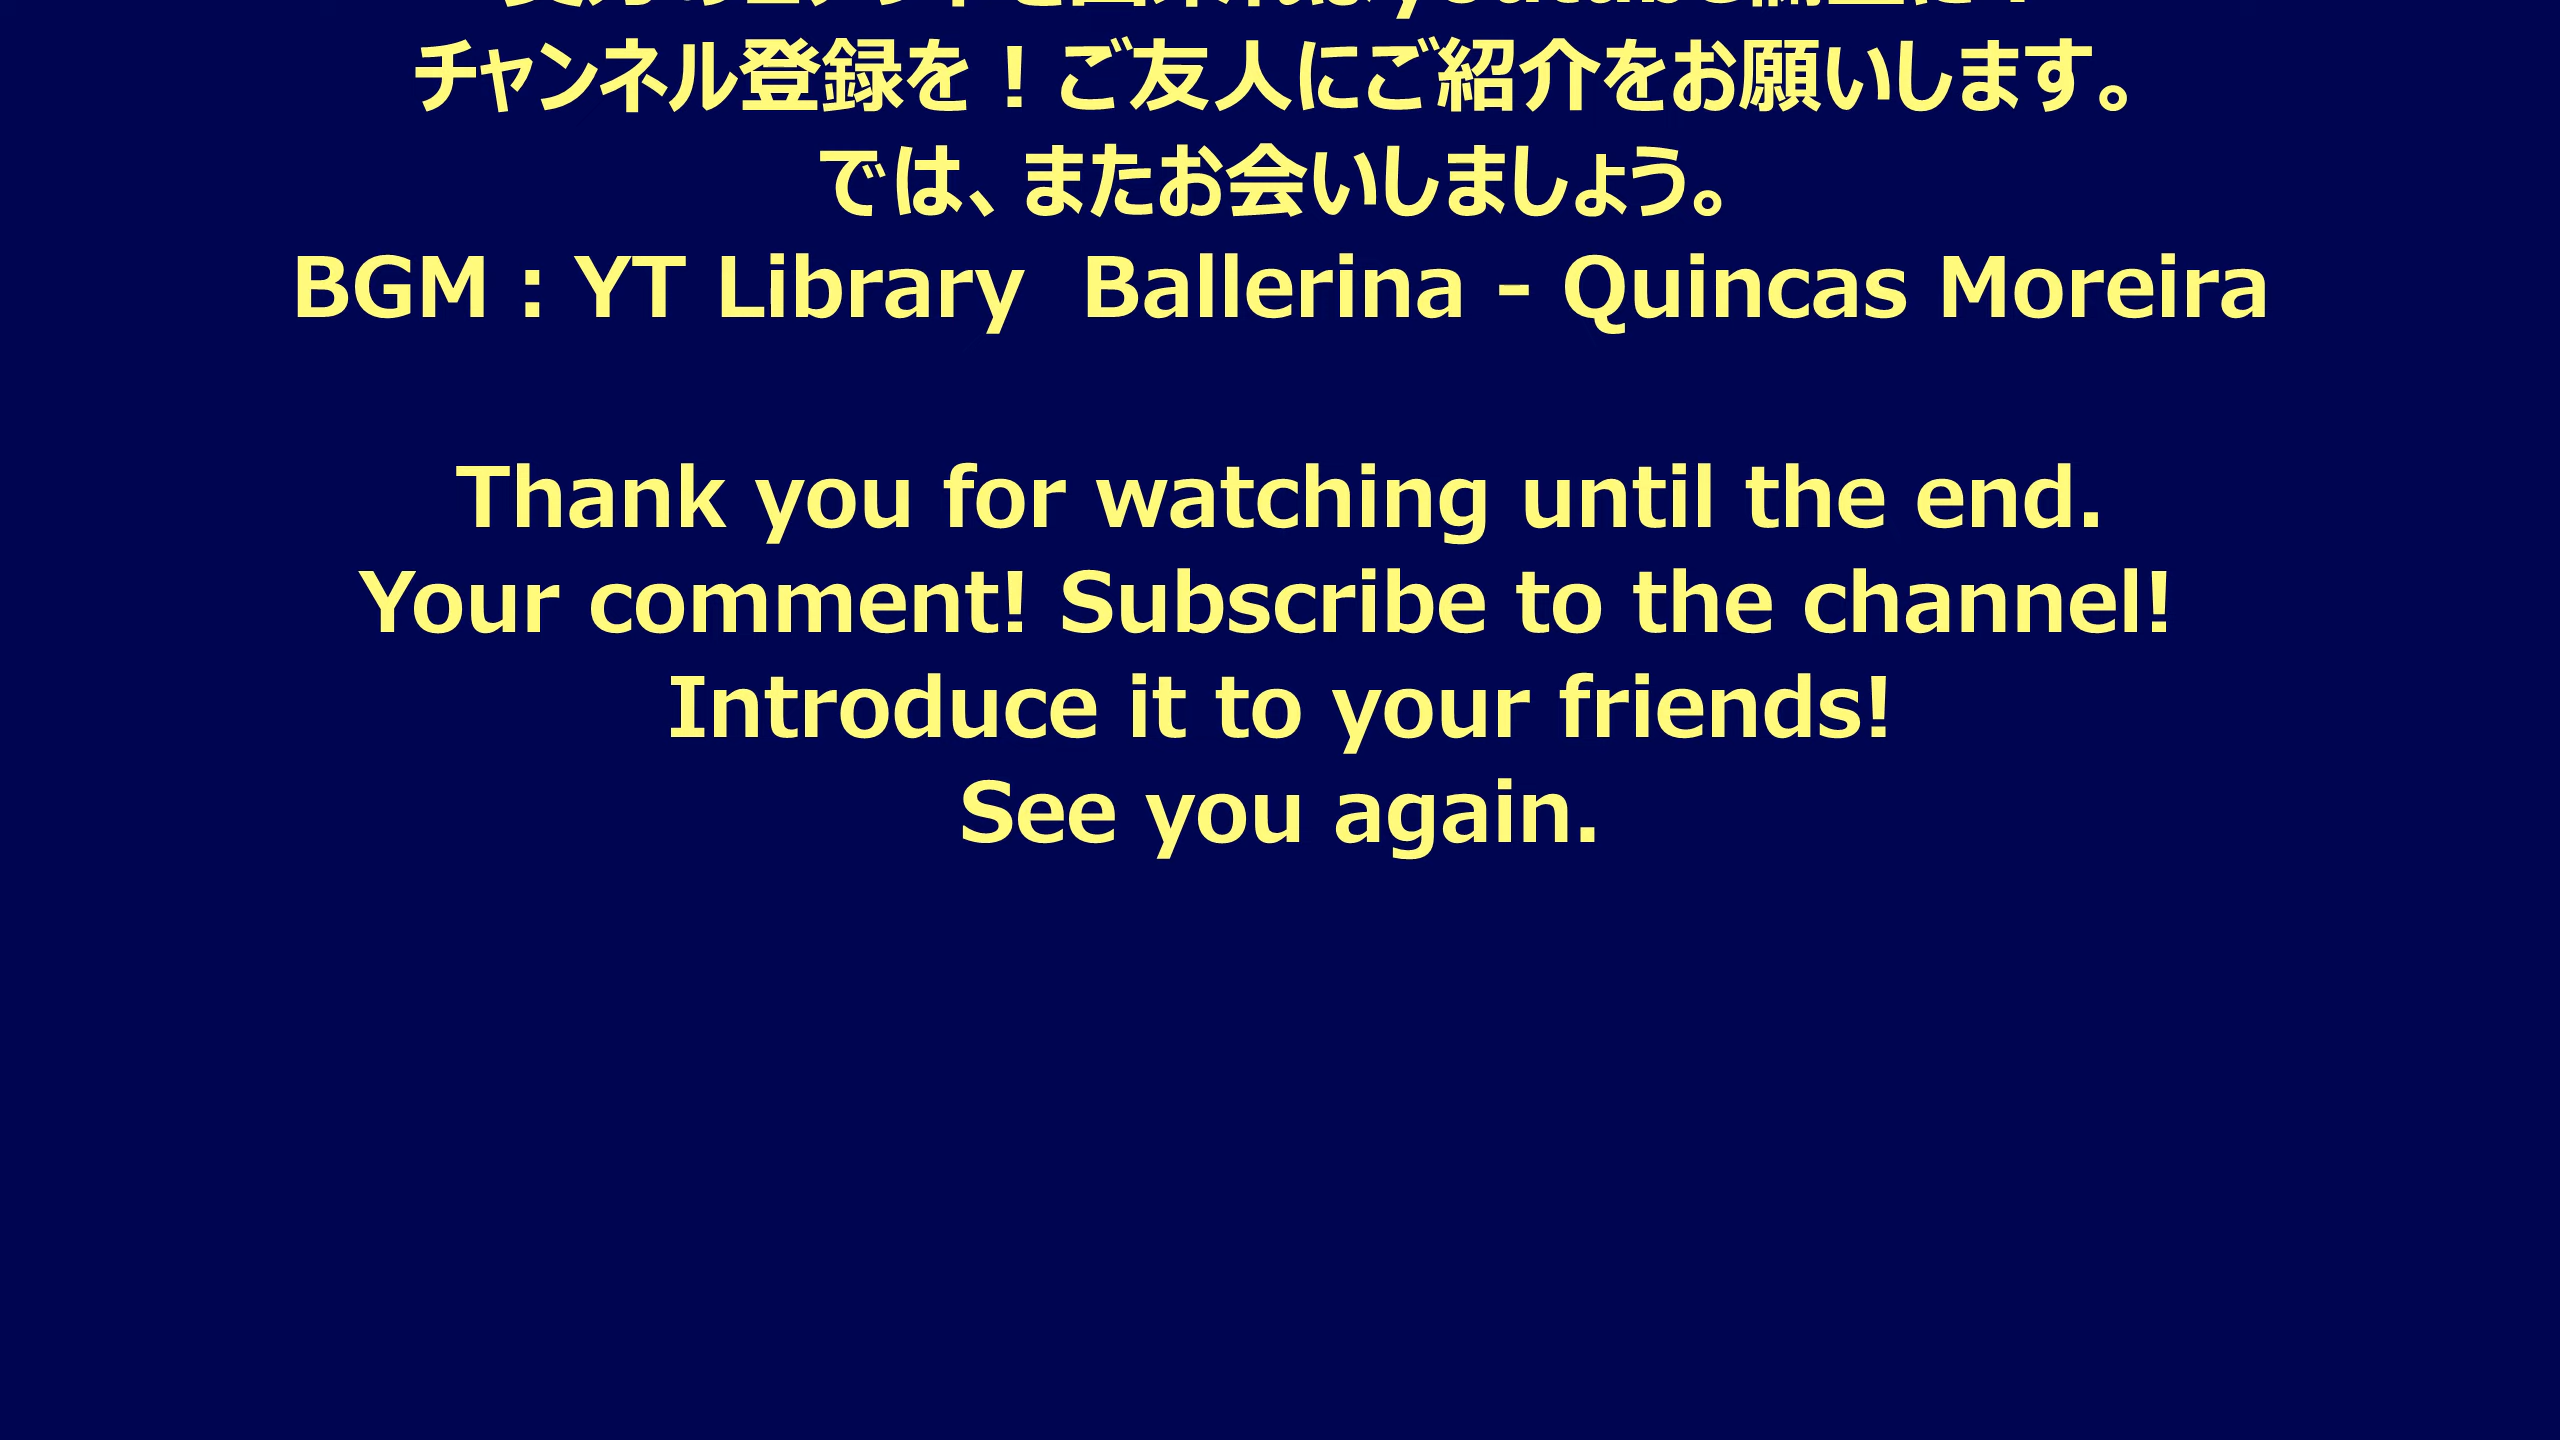 チャンネル登録を！ご友人にご紹介をお願いします。
では、またお会いしましょう。
BGM：YT Library  Ballerina - Quincas Moreira
Thank you for watching until the end.
Your comment! Subscribe to the channel!
Introduce it to your friends!
See you again.